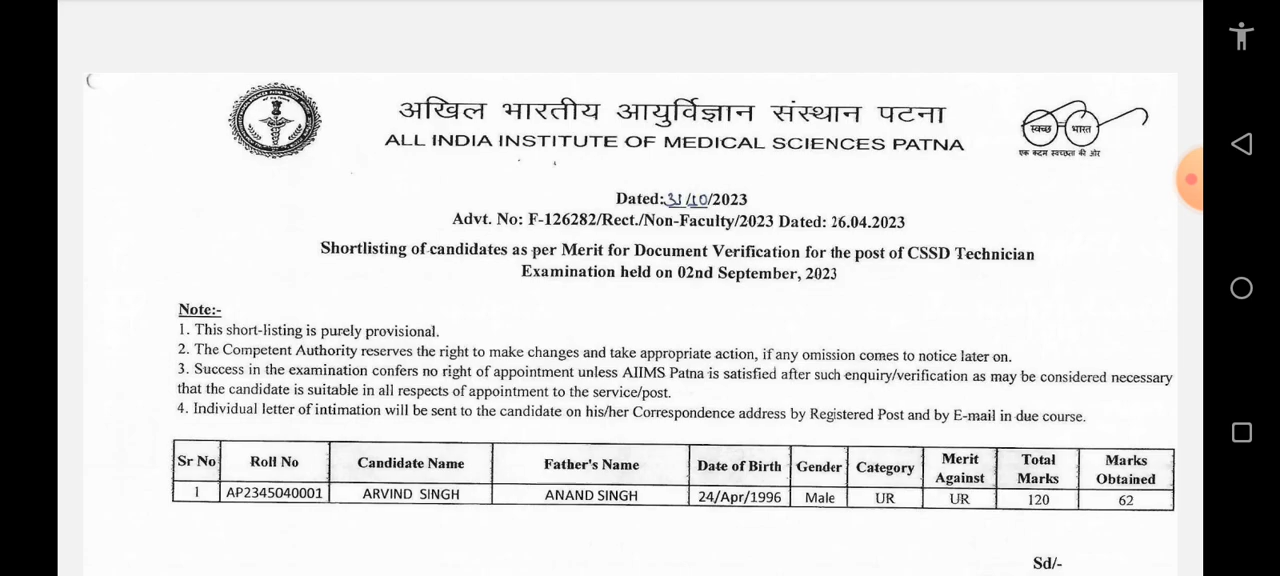 अखिल भारतीय आयुर्विज्ञान संस्थान पटना
ALL INDIA INSTITUTE OF MEDICAL SCIENCES PATNA
स्वच्छ भारत
एक कदम स्वच्छता की ओर
Dated:31/10/2023
Advt. No: F-126282/Rect./Non-Faculty/2023 Dated: 26.04.2023
Shortlisting of candidates as per Merit for Document Verification for the post of CSSD Technician
Examination held on 02nd September, 2023
Note:-
1. This short-listing is purely provisional.
2. The Competent Authority reserves the right to make changes and take appropriate action, if any omission comes to notice later on.
3. Success in the examination confers no right of appointment unless AIIMS Patna is satisfied after such enquiry/verification as may be considered necessary
that the candidate is suitable in all respects of appointment to the service/post.
4. Individual letter of intimation will be sent to the candidate on his/her Correspondence address by Registered Post and by E-mail in due course.
Sr No Roll No Candidate Name Father's Name Date of Birth Gender Category Merit Against Total Marks Marks Obtained
1 AP2345040001 ARVIND SINGH ANAND SINGH 24/Apr/1996 Male UR UR 120 62
Sd/-